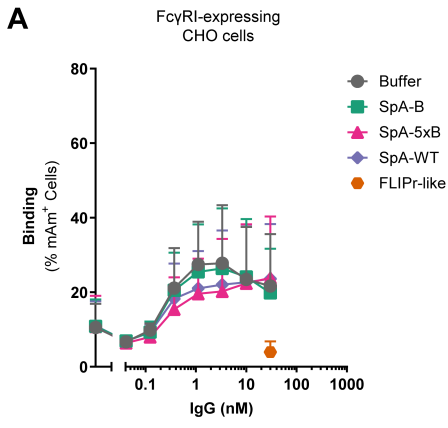 A
FcγRI-expressing
CHO cells
Buffer
SpA-B
SpA-5xB
SpA-WT
FLIPr-like
Binding
(% mAm+ Cells)
80
60
40
20
0
0.1 1 10 100 1000
IgG (nM)